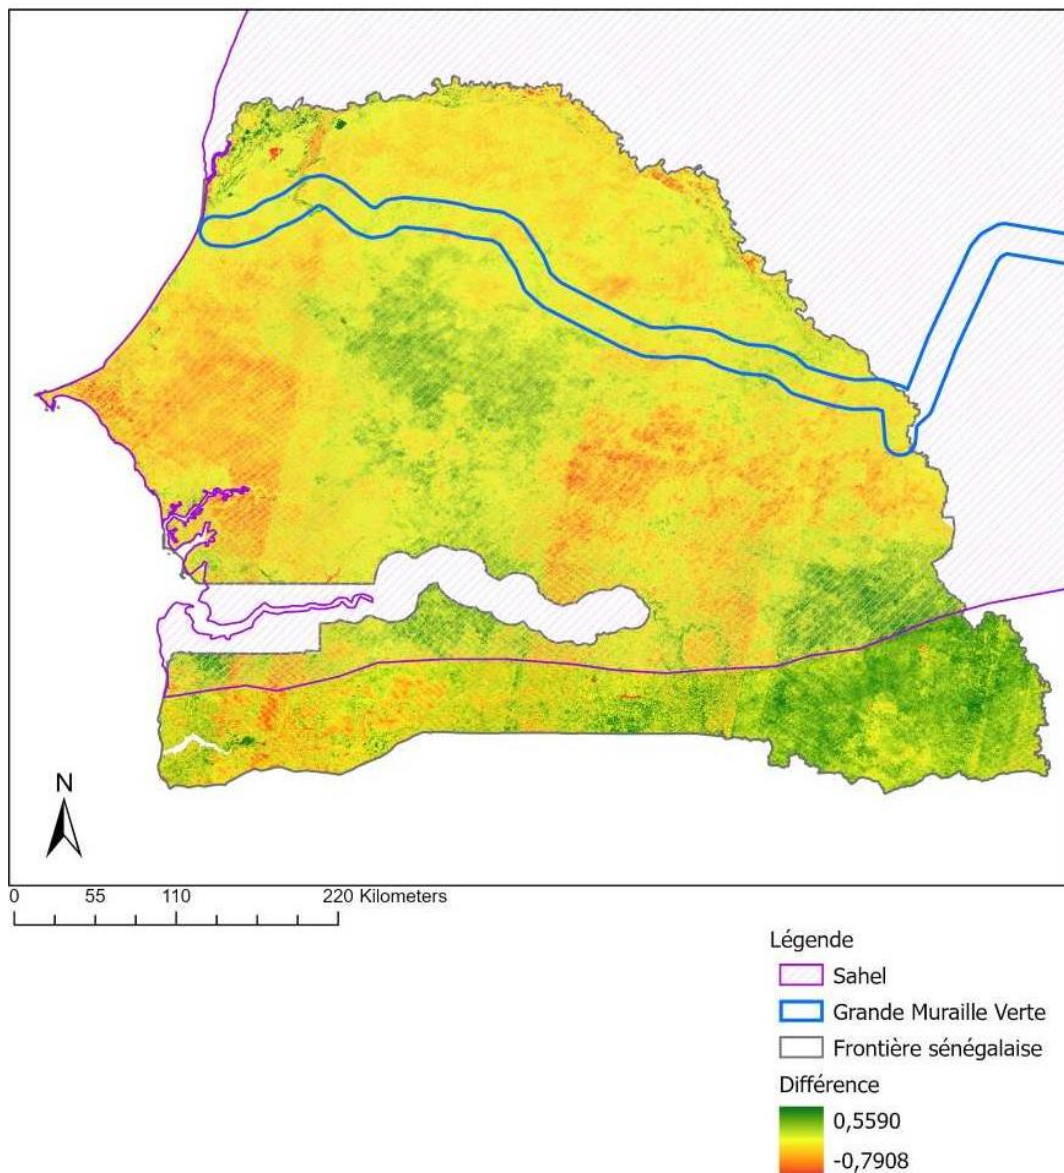 N
0 55 110 220 Kilometers
Légende
Sahel
Grande Muraille Verte
Frontière sénégalaise
Différence
0,5590
-0,7908